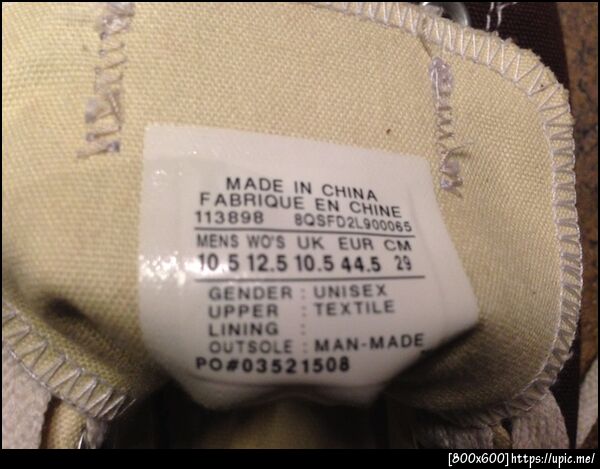 MADE IN CHINA
FABRIQUE EN CHINE
113898 8QSFD2L900065
MENS WO'S UK EUR CM
10.5 12.5 10.5 44.5 29
GENDER : UNISEX
UPPER : TEXTILE
LINING :
OUTSOLE : MAN-MADE
PO#03521508
[800x600]https://upic.me/